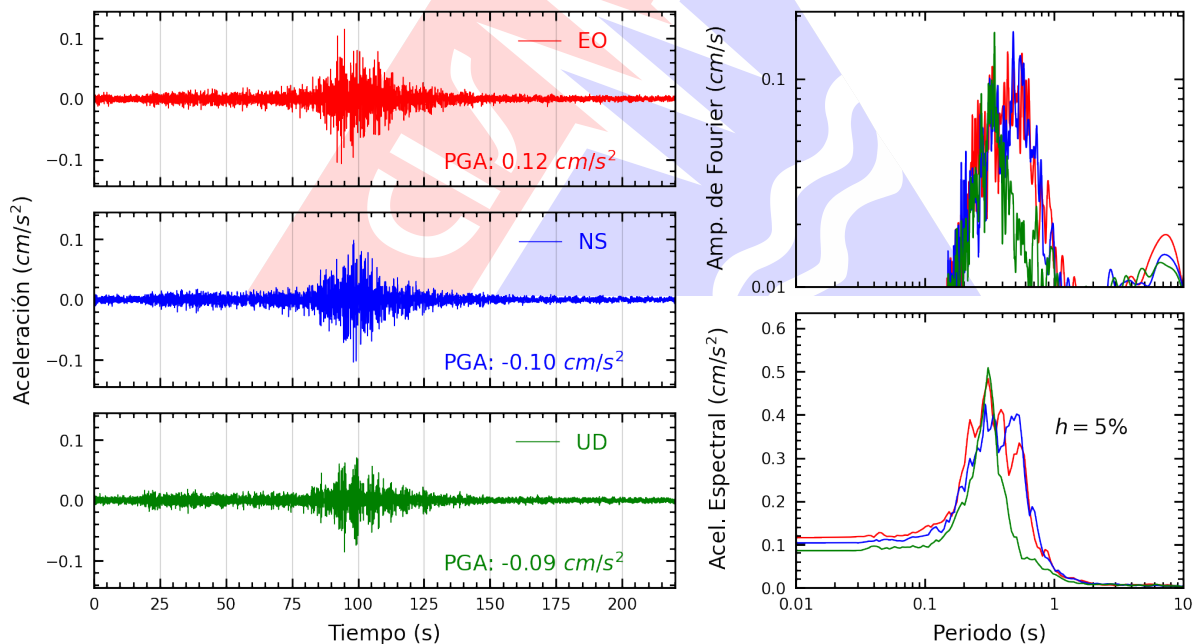 Aceleración (cm/s²)
0.1
0.0
−0.1
EO
PGA: 0.12 cm/s²
0.1
0.0
−0.1
NS
PGA: -0.10 cm/s²
0.1
0.0
−0.1
UD
PGA: -0.09 cm/s²
0 25 50 75 100 125 150 175 200
Tiempo (s)
Amp. de Fourier (cm/s)
0.1
0.01
Acel. Espectral (cm/s²)
0.6
0.5
0.4
0.3
0.2
0.1
0.0
h = 5%
0.01 0.1 1 10
Periodo (s)
CISMID